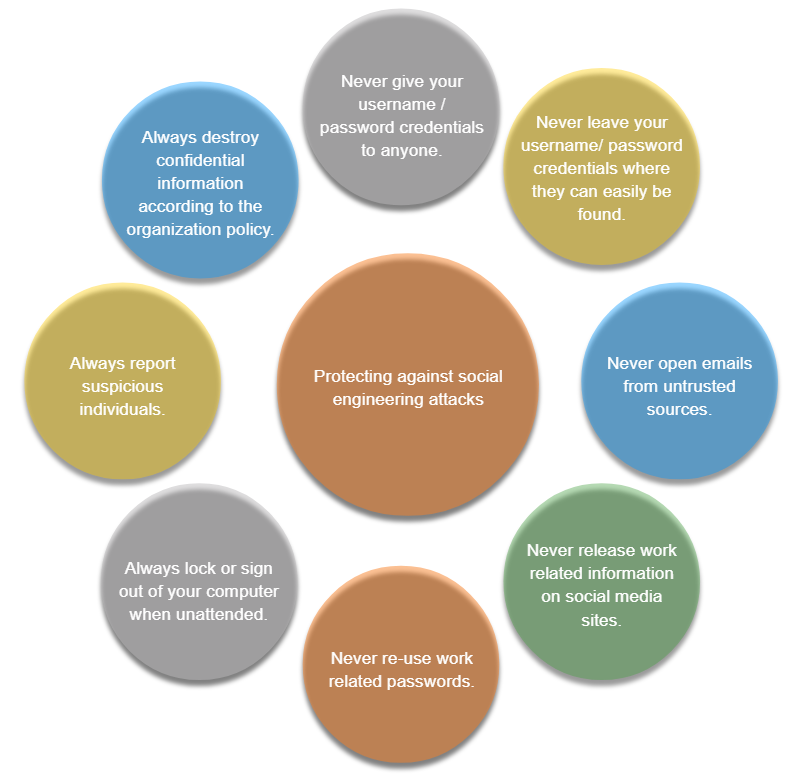 Never give your
username /
password credentials
to anyone.
Never leave your
username/ password
credentials where
they can easily be
found.
Never open emails
from untrusted
sources.
Never release work
related information
on social media
sites.
Never re-use work
related passwords.
Always lock or sign
out of your computer
when unattended.
Always report
suspicious
individuals.
Always destroy
confidential
information
according to the
organization policy.
Protecting against social
engineering attacks